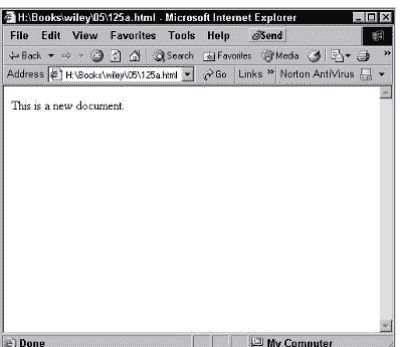 H:\Books\wiley\05\125a.html - Microsoft Internet Explorer
File Edit View Favorites Tools Help Send
Back Search Favorites Media »
Address H:\Books\wiley\05\125a.html Go Links » Norton AntiVirus
This is a new document.
Done My Computer